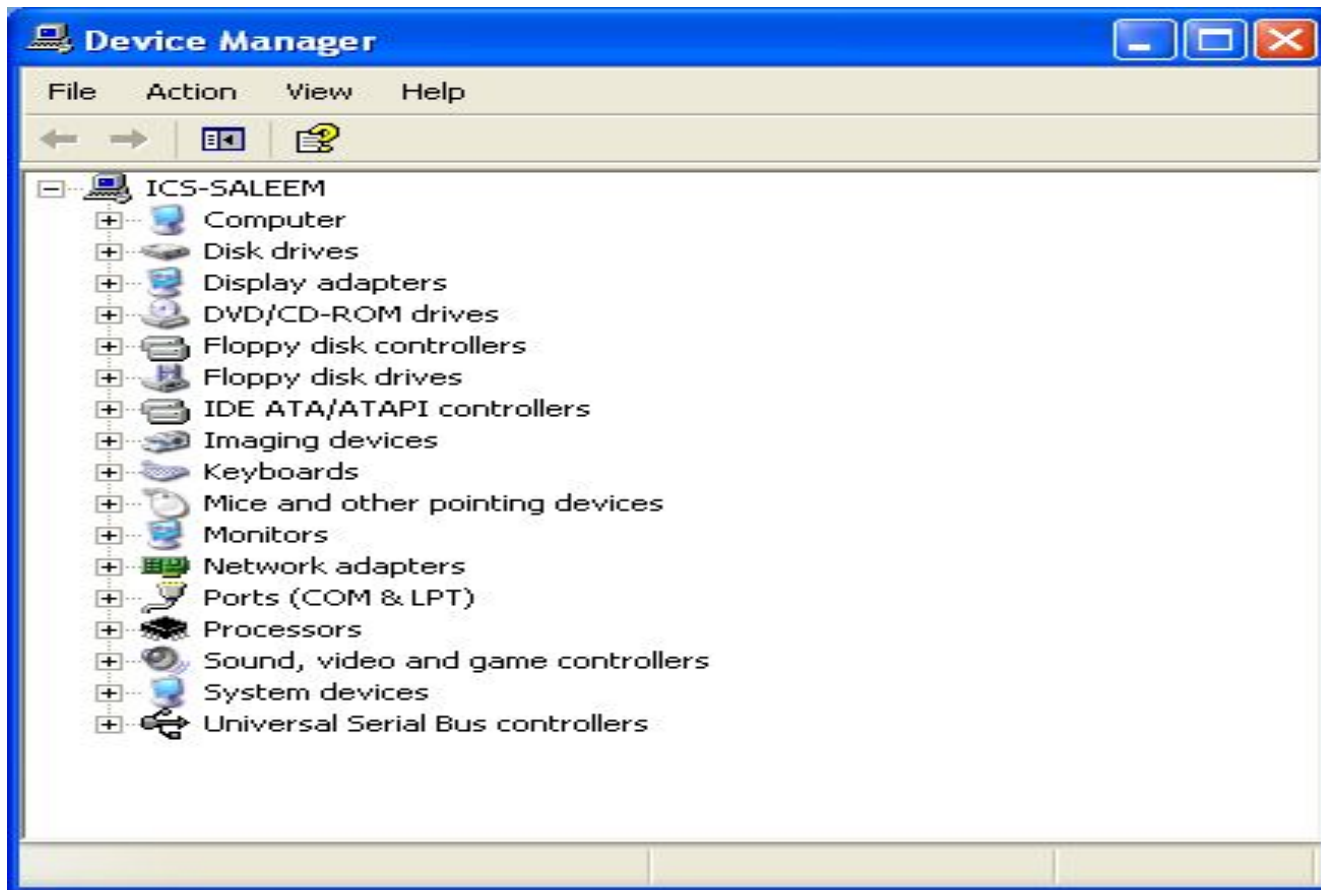 Device Manager
File Action View Help
ICS-SALEEM
Computer
Disk drives
Display adapters
DVD/CD-ROM drives
Floppy disk controllers
Floppy disk drives
IDE ATA/ATAPI controllers
Imaging devices
Keyboards
Mice and other pointing devices
Monitors
Network adapters
Ports (COM & LPT)
Processors
Sound, video and game controllers
System devices
Universal Serial Bus controllers